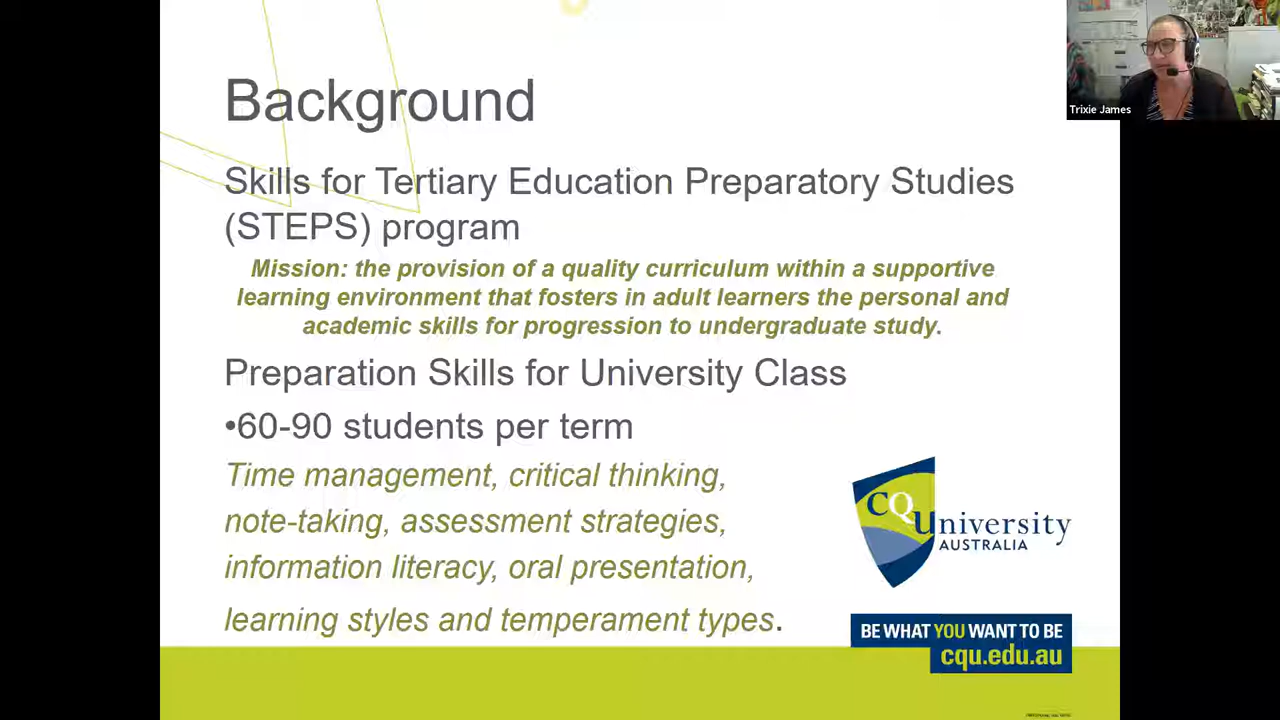 Background
Trixie James
Skills for Tertiary Education Preparatory Studies
(STEPS) program
Mission: the provision of a quality curriculum within a supportive
learning environment that fosters in adult learners the personal and
academic skills for progression to undergraduate study.
Preparation Skills for University Class
•60-90 students per term
Time management, critical thinking,
note-taking, assessment strategies,
information literacy, oral presentation,
learning styles and temperament types.
CQUniversity
AUSTRALIA
BE WHAT YOU WANT TO BE
cqu.edu.au